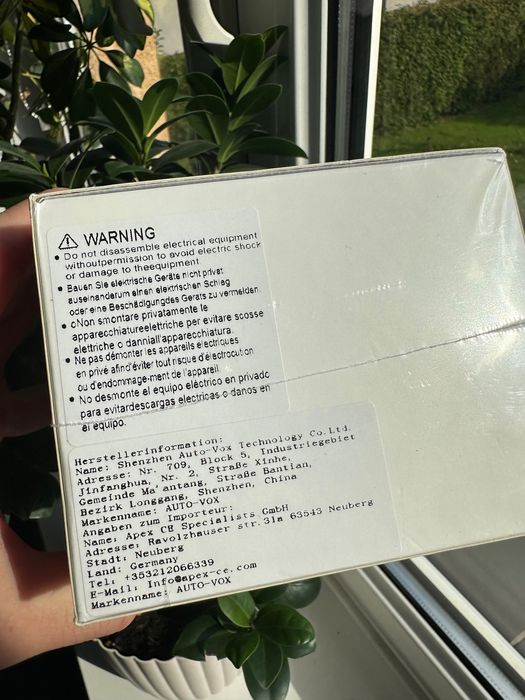 ⚠ WARNING
• Do not disassemble electrical equipment
withoutpermission to avoid electric shock
or damage to theequipment
• Bauen Sie elektrische Geräte nicht privat
auseinanderum einen elektrischen Schlag
oder eine Beschädigungdes Geräts zu vermeiden.
• cNon smontare privatamente le
apparecchiatureelettriche per evitare scosse
elettriche o danniall'apparecchiatura.
• Ne pas démonter les appareils électriques
en privé afind'éviter tout risque d'électrocution
ou d'endommage-ment de l'appareil.
• No desmonte el equipo eléctrico en privado
para evitardescargas electricas o danos en
el equipo.
Herstellerinformation:
Name: Shenzhen Auto-Vox Technology Co.Ltd.
Adresse: Nr. 709, Block 5, Industriegebiet
Jinfanghua, Nr. 2, Straße Xinhe,
Gemeinde Ma'antang, Straße Bantian,
Bezirk Longgang, Shenzhen, China
Markenname: AUTO-VOX
Angaben zum Importeur:
Name: Apex CE Specialists GmbH
Adresse: Ravolzhauser str.31a 63543 Neuberg
Stadt: Neuberg
Land: Germany
Tel. +353212066339
E-Mail: Info@apex-ce.com
Markenname: AUTO-VOX